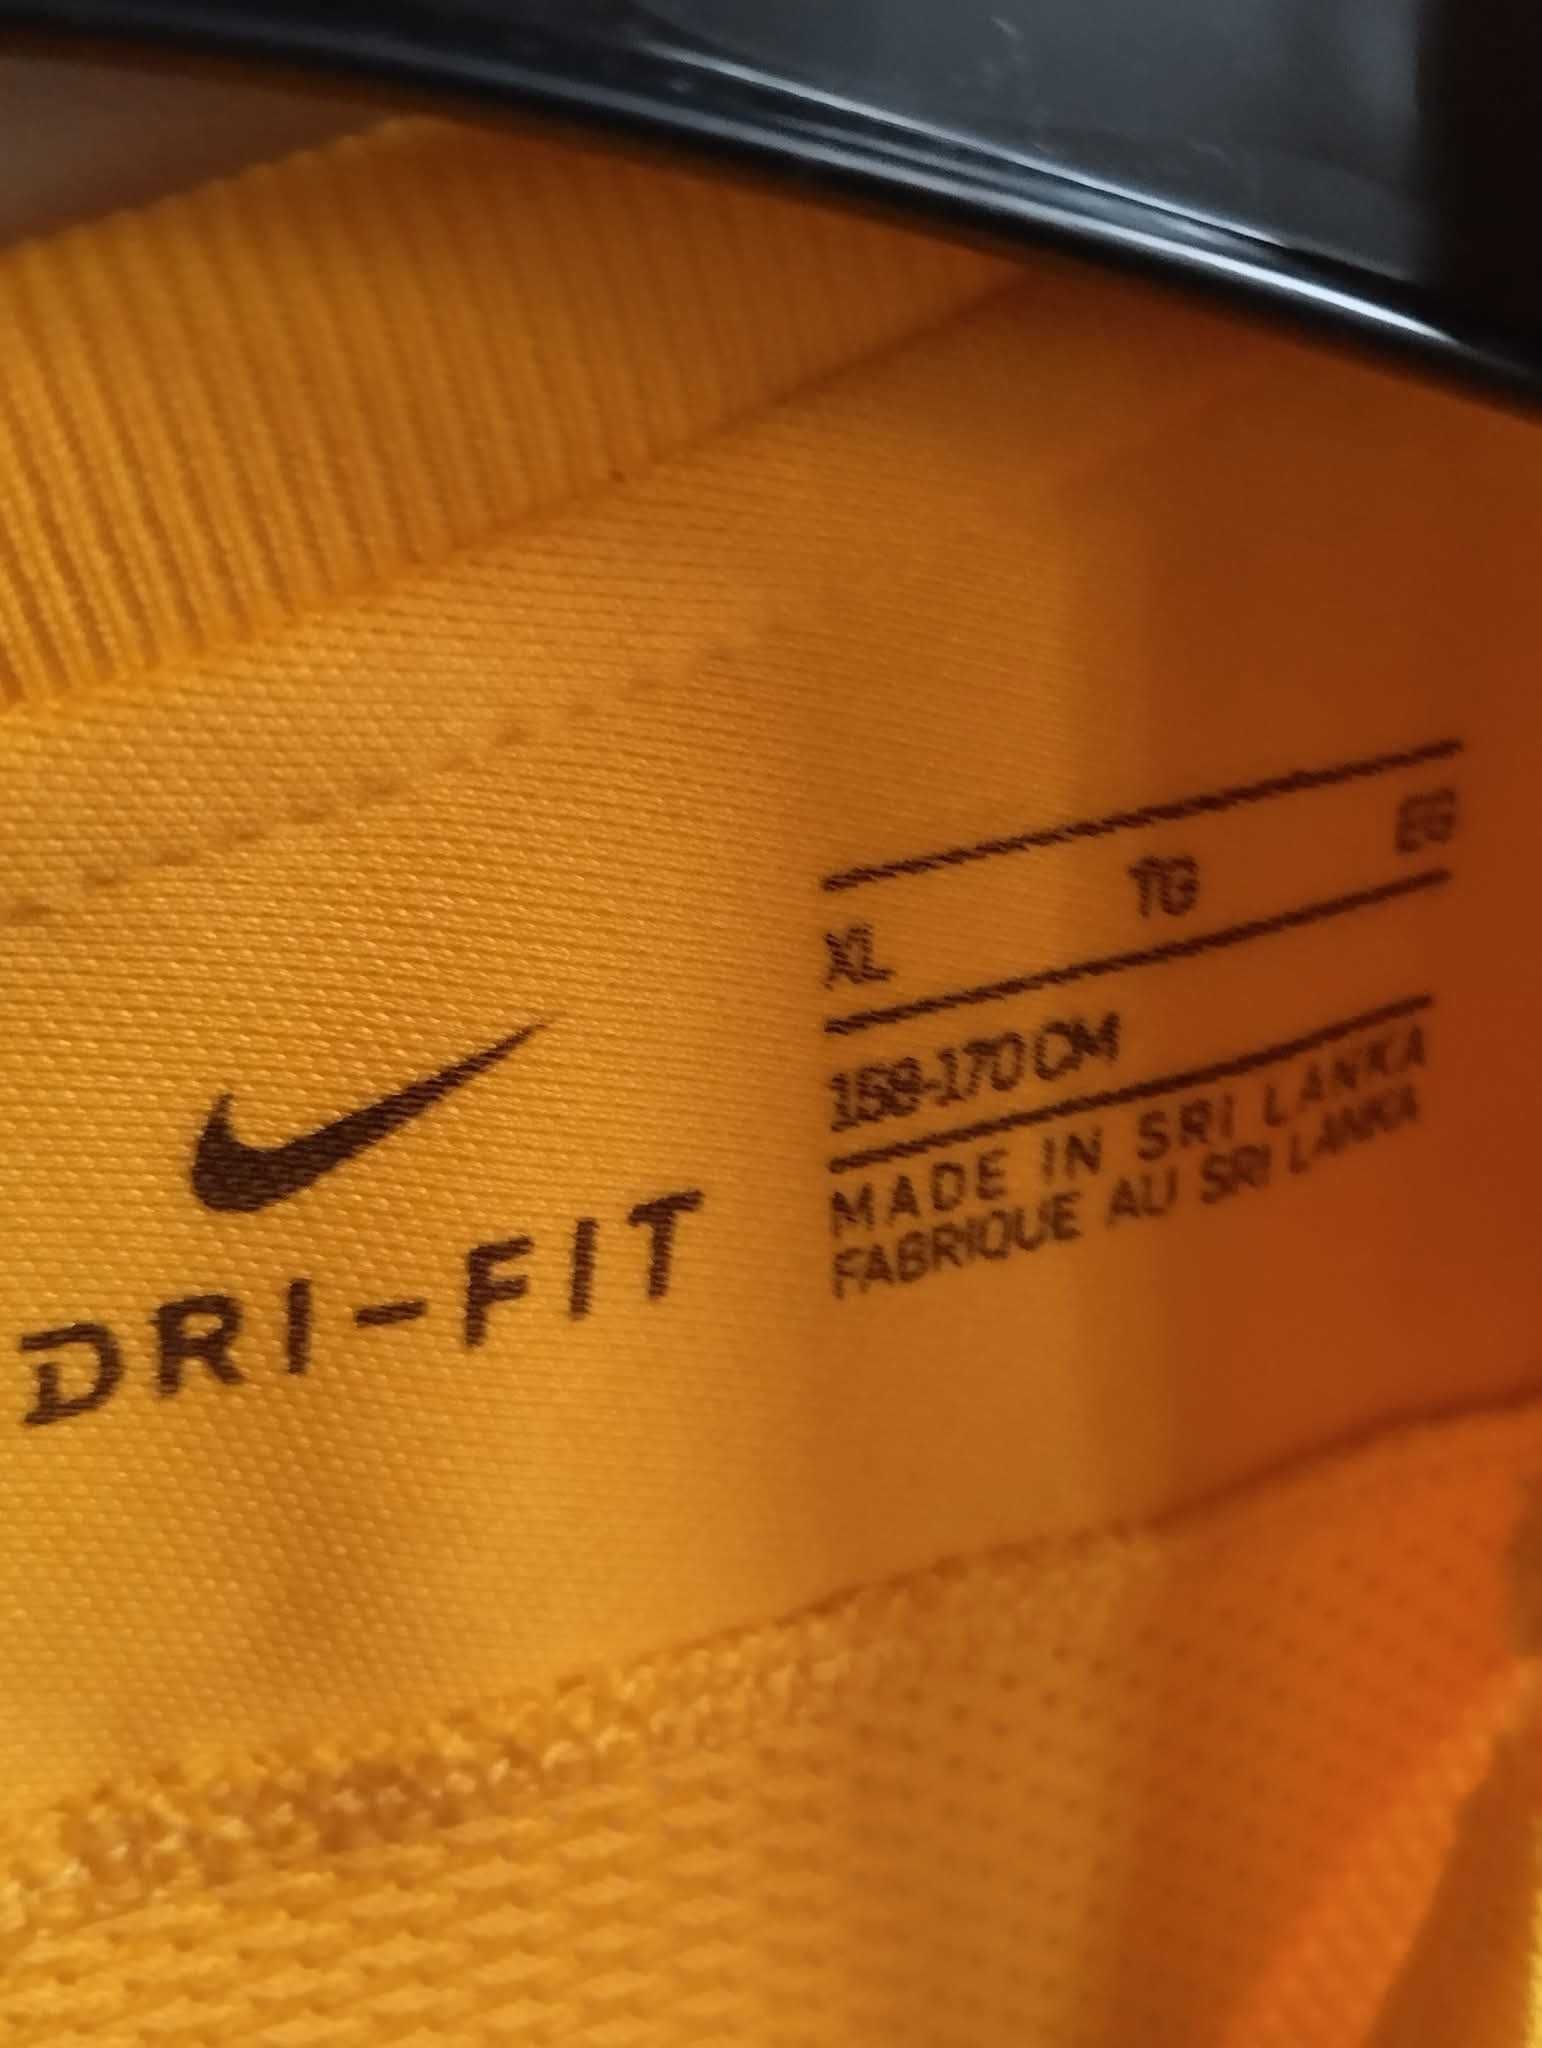 XL TG EG
158-170 CM
MADE IN SRI LANKA
FABRIQUE AU SRI LANKA
DRI-FIT